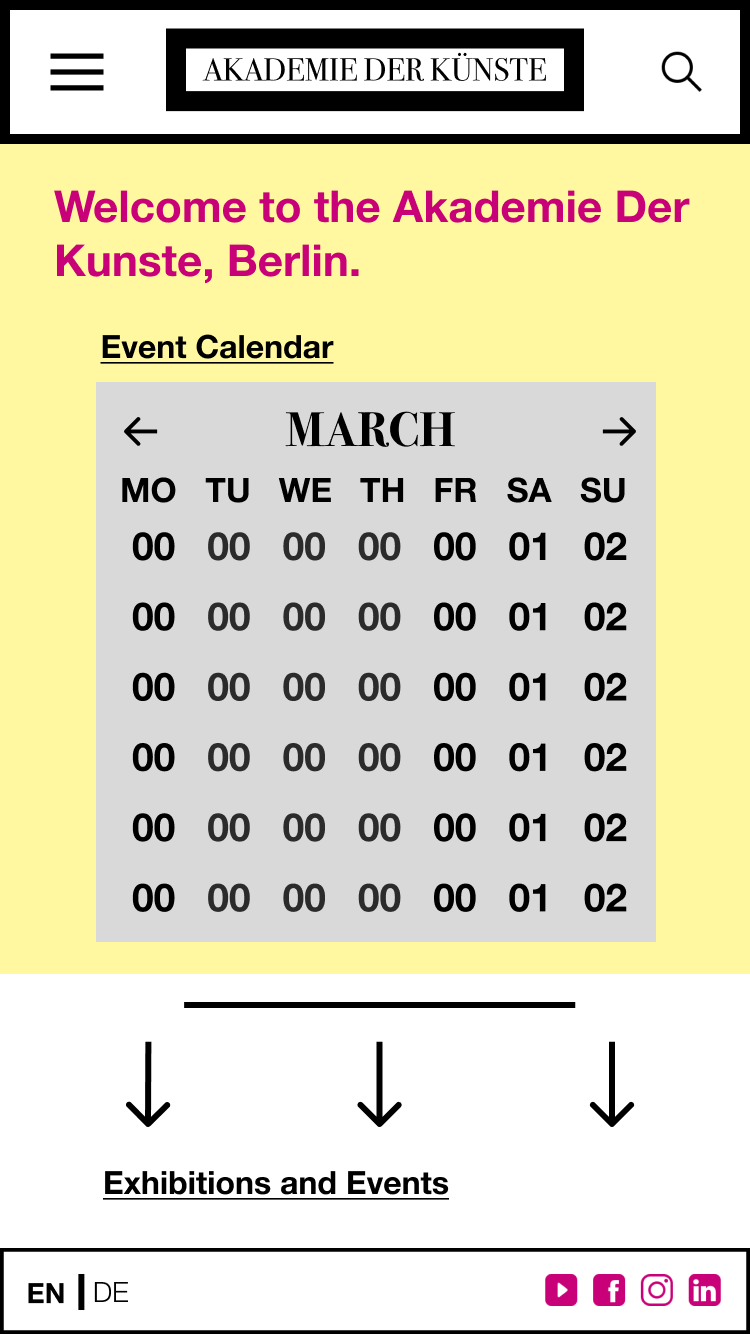 AKADEMIE DER KÜNSTE
Welcome to the Akademie Der
Kunste, Berlin.
Event Calendar
MARCH
MO TU WE TH FR SA SU
00 00 00 00 00 01 02
00 00 00 00 00 01 02
00 00 00 00 00 01 02
00 00 00 00 00 01 02
00 00 00 00 00 01 02
00 00 00 00 00 01 02
Exhibitions and Events
EN | DE